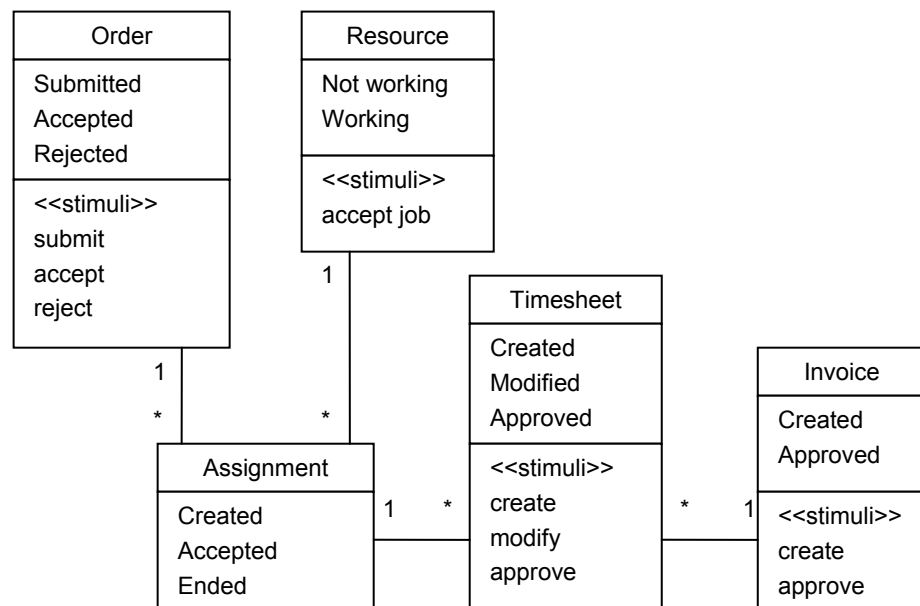 Order
Submitted
Accepted
Rejected
<<stimuli>>
submit
accept
reject
Resource
Not working
Working
<<stimuli>>
accept job
1
*
1
*
Assignment
Created
Accepted
Ended
1
*
Timesheet
Created
Modified
Approved
<<stimuli>>
create
modify
approve
*
1
Invoice
Created
Approved
<<stimuli>>
create
approve